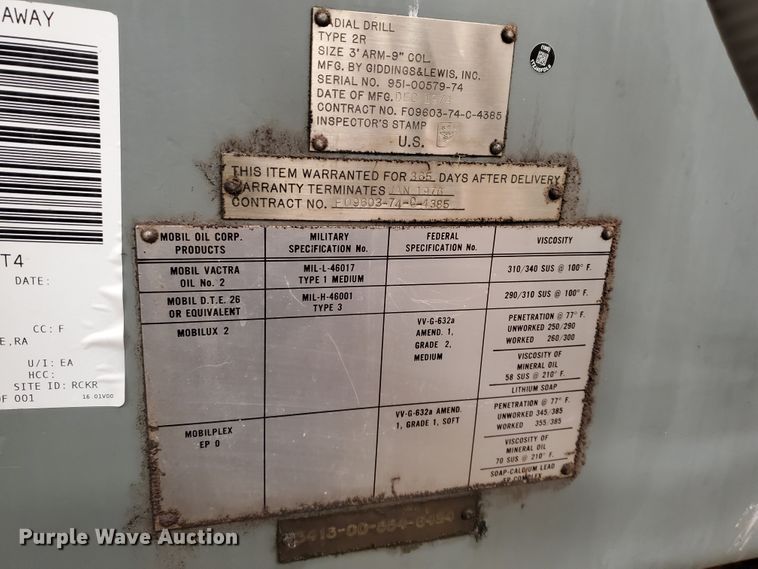 AWAY
T4
DATE:
CC: F
E,RA
U/I: EA
HCC:
SITE ID: RCKR
OF 001
16 01V00
RADIAL DRILL
TYPE 2R
SIZE 3' ARM-9" COL.
MFG. BY GIDDINGS&LEWIS, INC.
SERIAL NO. 951-00579-74
DATE OF MFG. DEC 1974
CONTRACT NO. F09603-74-C-4385
INSPECTOR'S STAMP
U.S.
THIS ITEM WARRANTED FOR 365 DAYS AFTER DELIVERY
WARRANTY TERMINATES JAN 1976
CONTRACT NO. F09603-74-C-4385
MOBIL OIL CORP. PRODUCTS
MILITARY SPECIFICATION No.
FEDERAL SPECIFICATION No.
VISCOSITY
MOBIL VACTRA OIL No. 2
MIL-L-46017 TYPE 1 MEDIUM
310/340 SUS @ 100° F.
MOBIL D.T.E. 26 OR EQUIVALENT
MIL-H-46001 TYPE 3
290/310 SUS @ 100° F.
MOBILUX 2
VV-G-632a
AMEND. 1,
GRADE 2,
MEDIUM
PENETRATION @ 77° F.
UNWORKED 250/290
WORKED 260/300
VISCOSITY OF
MINERAL OIL
58 SUS @ 210° F.
LITHIUM SOAP
MOBILPLEX
EP 0
VV-G-632a AMEND.
1, GRADE 1, SOFT
PENETRATION @ 77° F.
UNWORKED 345/385
WORKED 355/385
VISCOSITY OF
MINERAL OIL
70 SUS @ 210° F.
SOAP-CALCIUM LEAD
EP COMPLEX
Purple Wave Auction